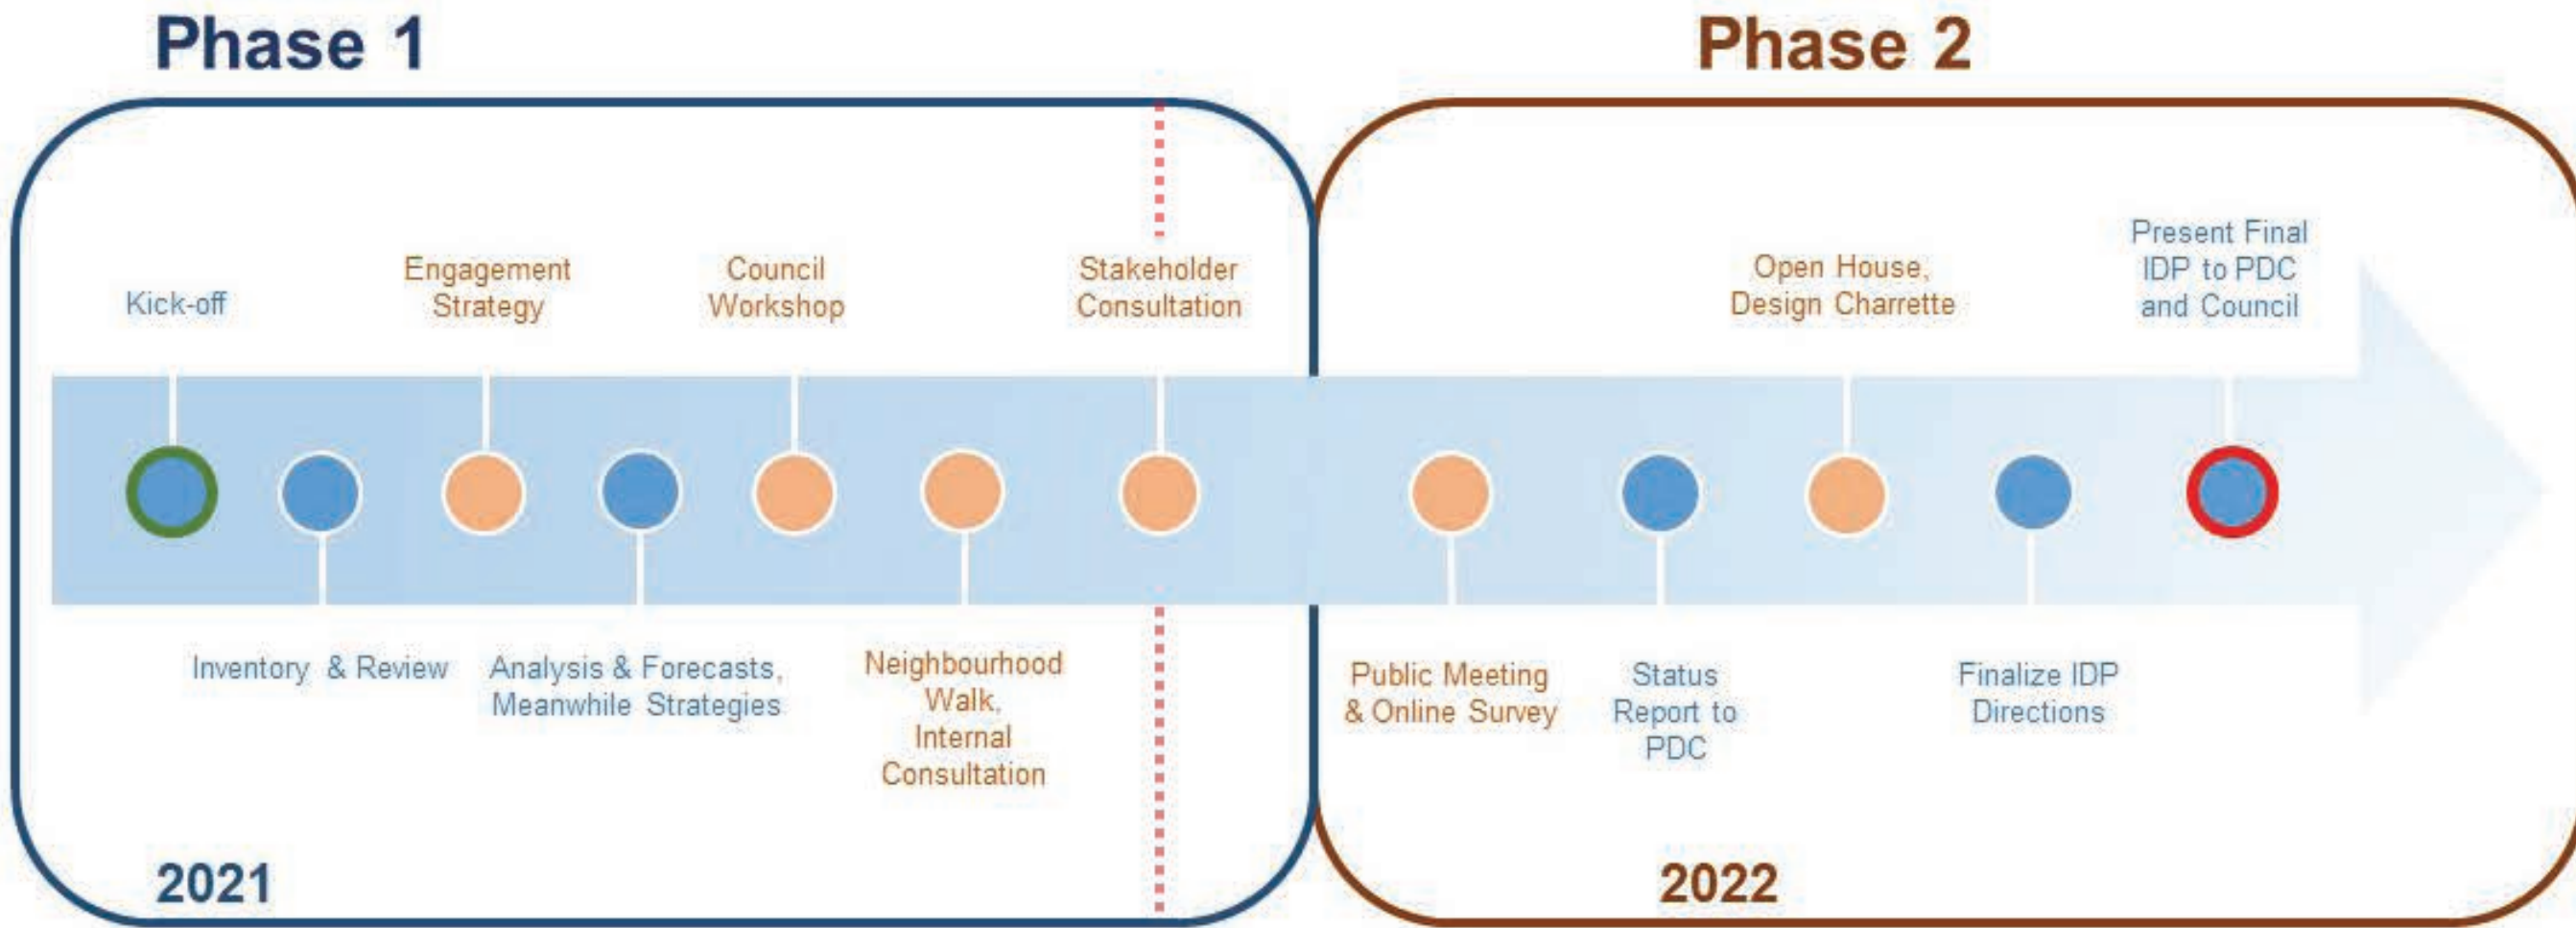 Phase 1
Phase 2
Kick-off
Engagement
Strategy
Council
Workshop
Stakeholder
Consultation
Open House,
Design Charrette
Present Final
IDP to PDC
and Council
Inventory & Review
Analysis & Forecasts,
Meanwhile Strategies
Neighbourhood
Walk,
Internal
Consultation
Public Meeting
& Online Survey
Status
Report to
PDC
Finalize IDP
Directions
2021
2022